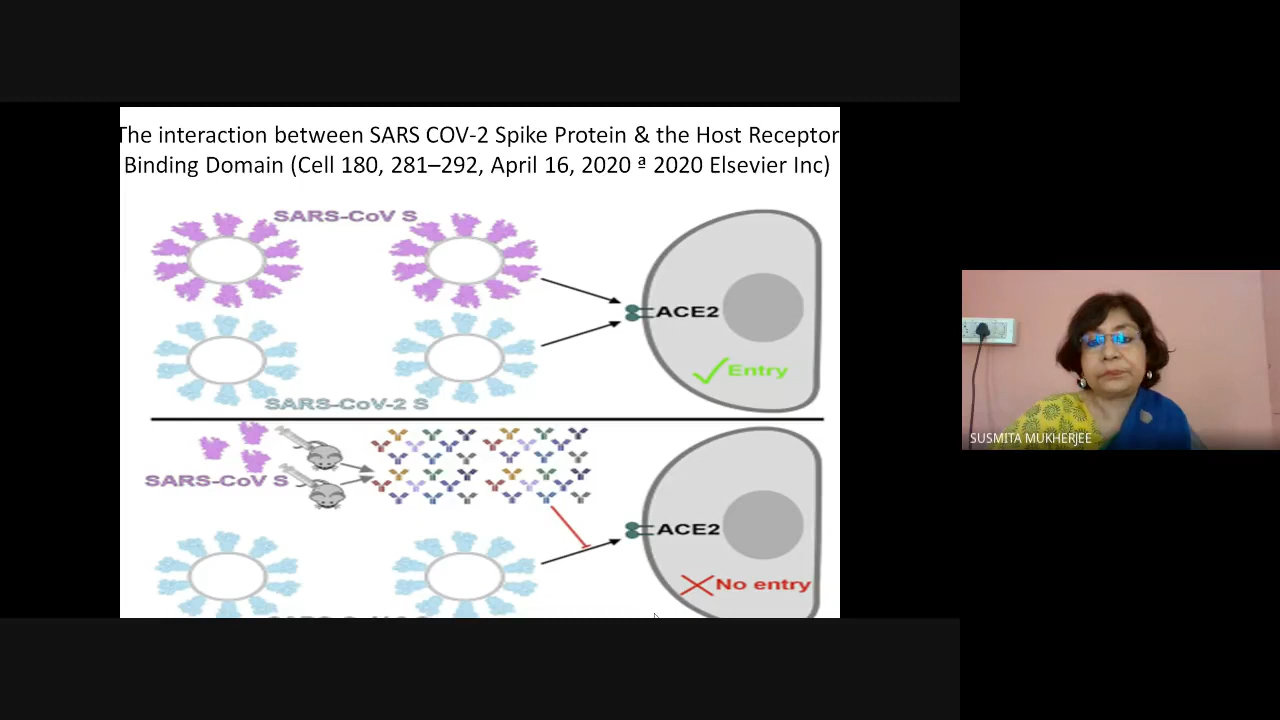 The interaction between SARS COV-2 Spike Protein & the Host Receptor
Binding Domain (Cell 180, 281–292, April 16, 2020 ª 2020 Elsevier Inc)
SARS-CoV S
ACE2
Entry
SARS-CoV-2 S
SARS-CoV S
ACE2
No entry
SUSMITA MUKHERJEE